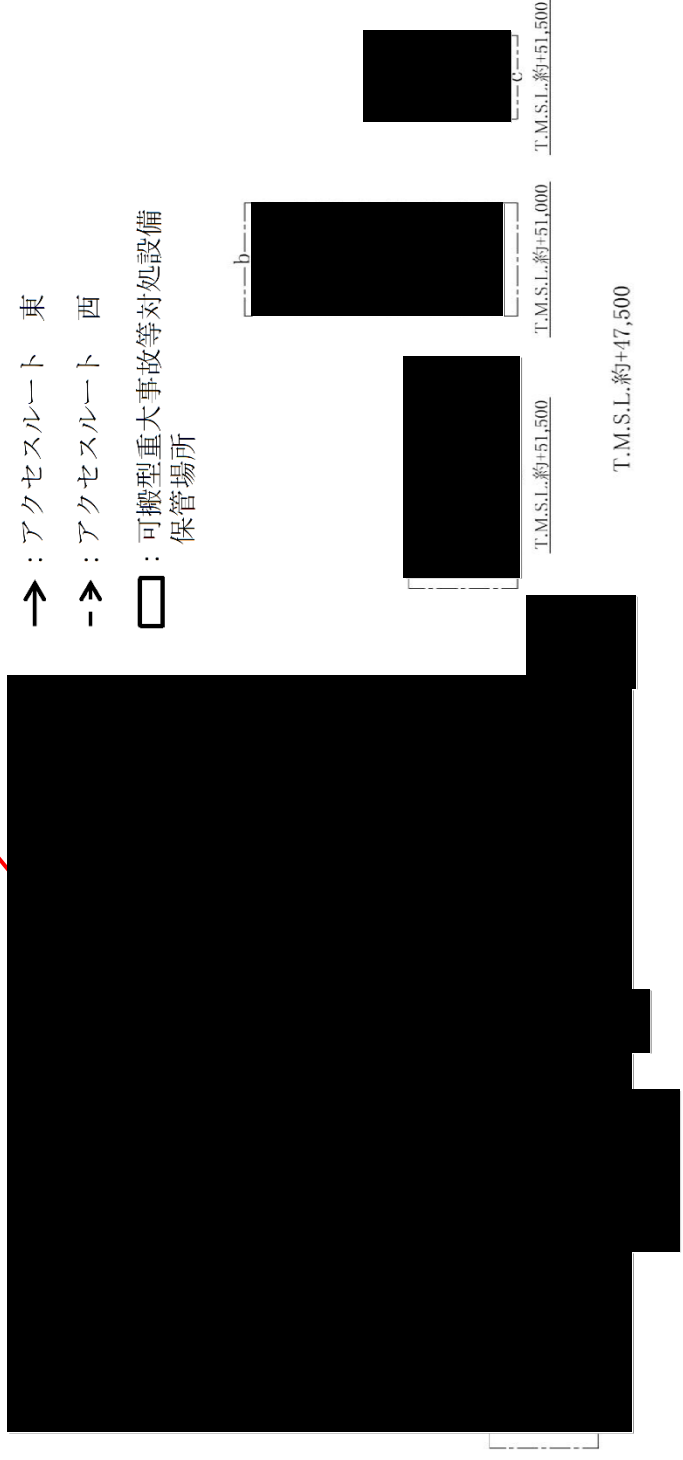 →：アクセスルート　東
⇢：アクセスルート　西
：可搬型重大事故等対処設備
保管場所
b
c
T.M.S.L.約+51,500
T.M.S.L.約+51,000
T.M.S.L.約+51,500
T.M.S.L.約+47,500